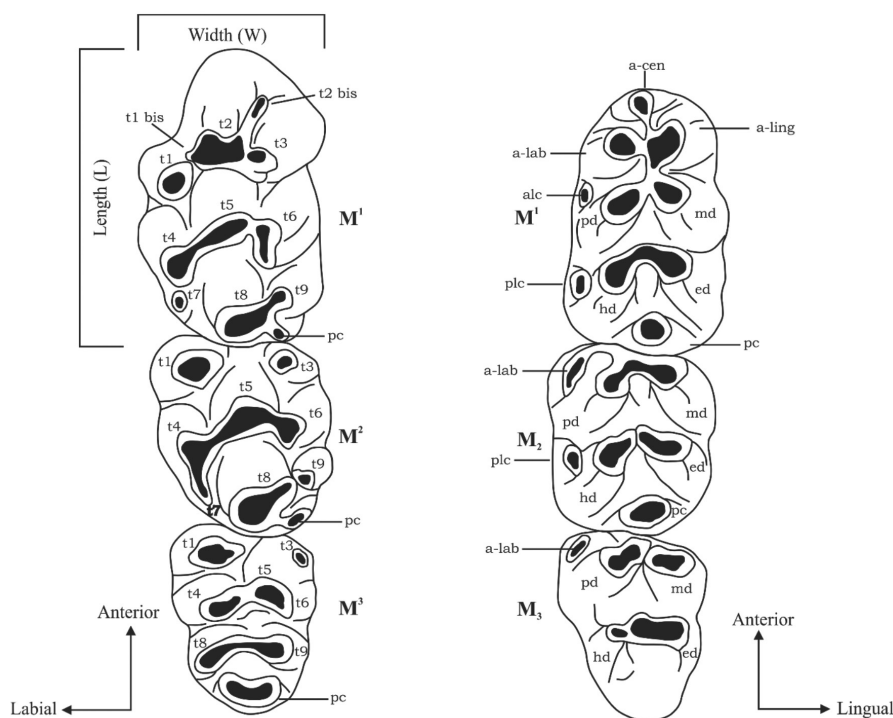 Width (W)
Length (L)
t1 bis
t2
t2 bis
t3
t1
t5
t6
t4
M¹
t7
t8
t9
pc
t1
t3
t5
t6
t4
M²
t8
t9
t7
pc
t1
t3
t5
t4
t6
M³
t8
t9
pc
Anterior
Labial
a-cen
a-lab
a-ling
alc
pd
md
M¹
plc
hd
ed
pc
a-lab
pd
md
M₂
plc
hd
ed
pc
a-lab
pd
md
M₃
hd
ed
Anterior
Lingual